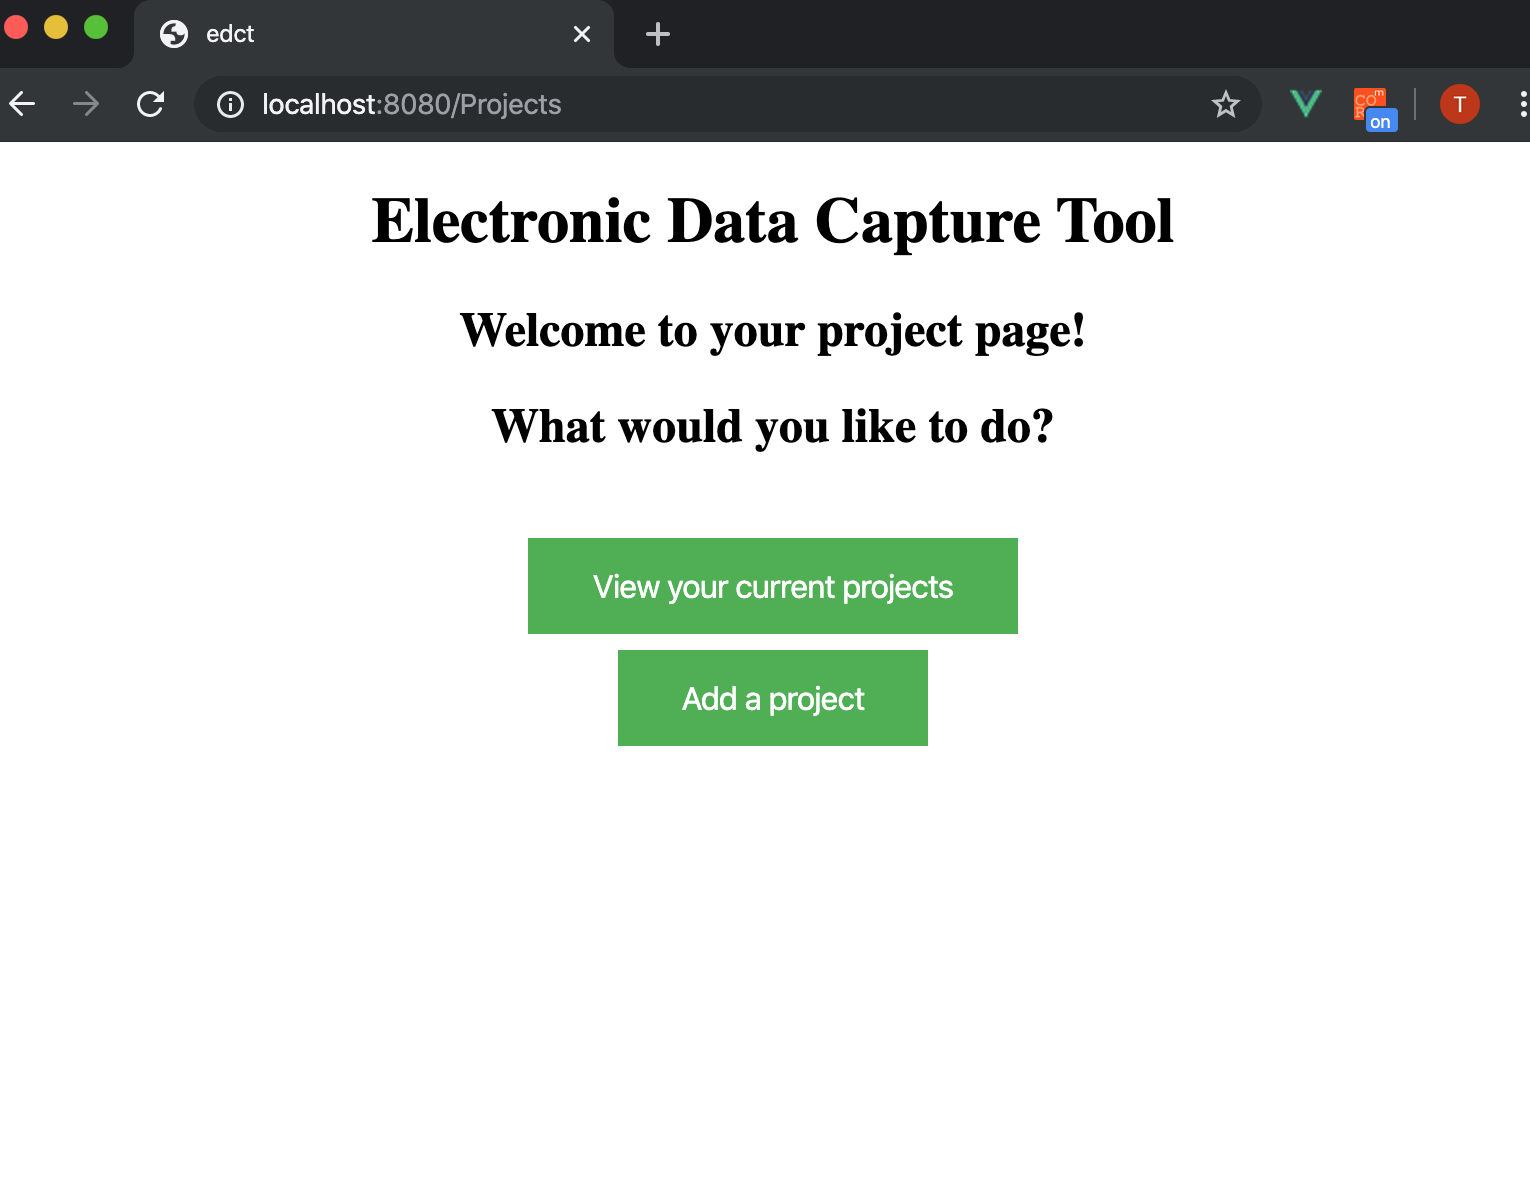 edct
localhost:8080/Projects
CO
m
R
on
T
Electronic Data Capture Tool
Welcome to your project page!
What would you like to do?
View your current projects
Add a project